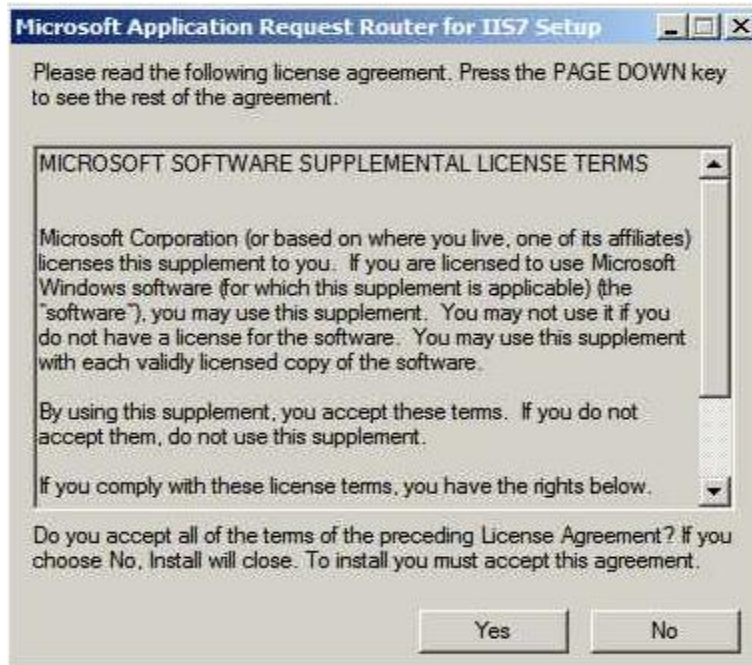 Microsoft Application Request Router for IIS7 Setup
Please read the following license agreement. Press the PAGE DOWN key
to see the rest of the agreement.
MICROSOFT SOFTWARE SUPPLEMENTAL LICENSE TERMS
Microsoft Corporation (or based on where you live, one of its affiliates)
licenses this supplement to you.  If you are licensed to use Microsoft
Windows software (for which this supplement is applicable) (the
"software"), you may use this supplement.  You may not use it if you
do not have a license for the software.  You may use this supplement
with each validly licensed copy of the software.
By using this supplement, you accept these terms.  If you do not
accept them, do not use this supplement.
If you comply with these license terms, you have the rights below.
Do you accept all of the terms of the preceding License Agreement? If you
choose No, Install will close. To install you must accept this agreement.
Yes No